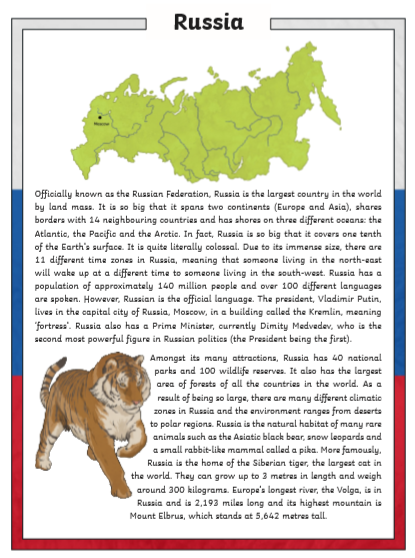 Russia
Moscow
Officially known as the Russian Federation, Russia is the largest country in the world
by land mass. It is so big that it spans two continents (Europe and Asia), shares
borders with 14 neighbouring countries and has shores on three different oceans: the
Atlantic, the Pacific and the Arctic. In fact, Russia is so big that it covers one tenth
of the Earth's surface. It is quite literally colossal. Due to its immense size, there are
11 different time zones in Russia, meaning that someone living in the north-east
will wake up at a different time to someone living in the south-west. Russia has a
population of approximately 140 million people and over 100 different languages
are spoken. However, Russian is the official language. The president, Vladimir Putin,
lives in the capital city of Russia, Moscow, in a building called the Kremlin, meaning
'fortress'. Russia also has a Prime Minister, currently Dimity Medvedev, who is the
second most powerful figure in Russian politics (the President being the first).
Amongst its many attractions, Russia has 40 national
parks and 100 wildlife reserves. It also has the largest
area of forests of all the countries in the world. As a
result of being so large, there are many different climatic
zones in Russia and the environment ranges from deserts
to polar regions. Russia is the natural habitat of many rare
animals such as the Asiatic black bear, snow leopards and
a small rabbit-like mammal called a pika. More famously,
Russia is the home of the Siberian tiger, the largest cat in
the world. They can grow up to 3 metres in length and weigh
around 300 kilograms. Europe's longest river, the Volga, is in
Russia and is 2,193 miles long and its highest mountain is
Mount Elbrus, which stands at 5,642 metres tall.